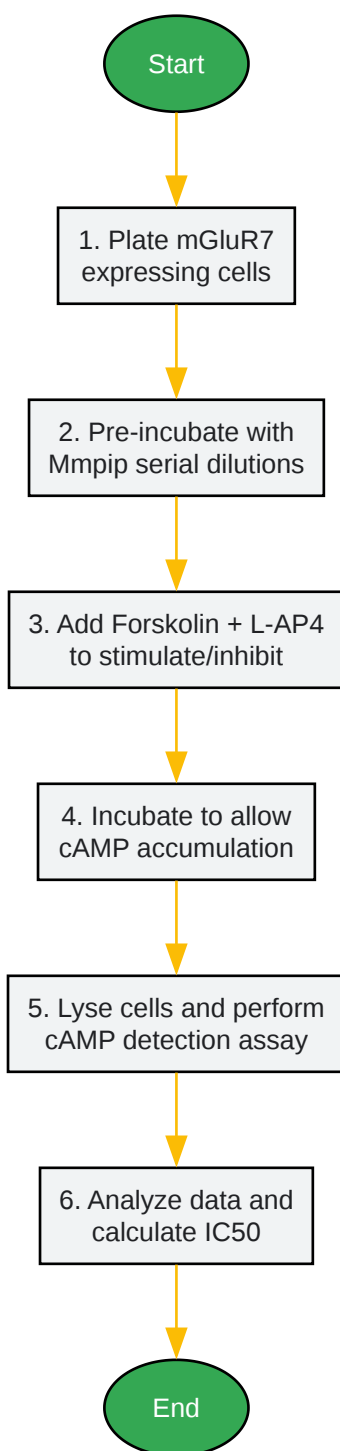 Start
1. Plate mGluR7
expressing cells
2. Pre-incubate with
Mmpip serial dilutions
3. Add Forskolin + L-AP4
to stimulate/inhibit
4. Incubate to allow
cAMP accumulation
5. Lyse cells and perform
cAMP detection assay
6. Analyze data and
calculate IC50
End